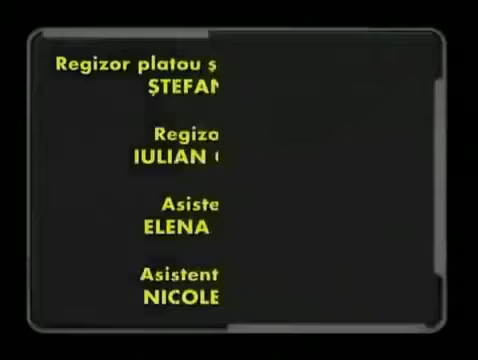 Regizor platou ș
ȘTEFAN
Regizo
IULIAN
Asiste
ELENA
Asistent
NICOLE